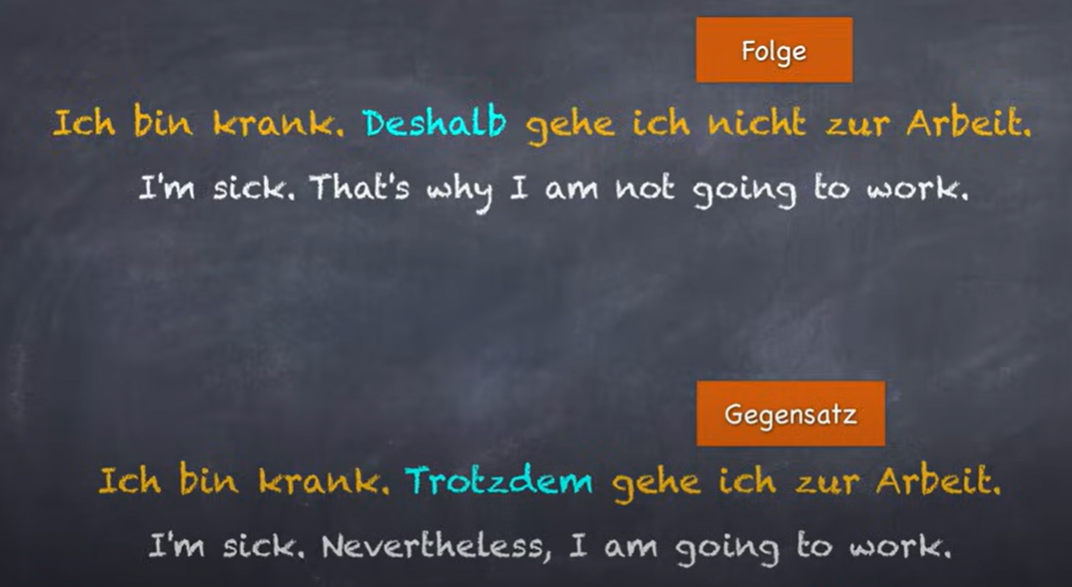 Folge
Ich bin krank. Deshalb gehe ich nicht zur Arbeit.
I'm sick. That's why I am not going to work.
Gegensatz
Ich bin krank. Trotzdem gehe ich zur Arbeit.
I'm sick. Nevertheless, I am going to work.